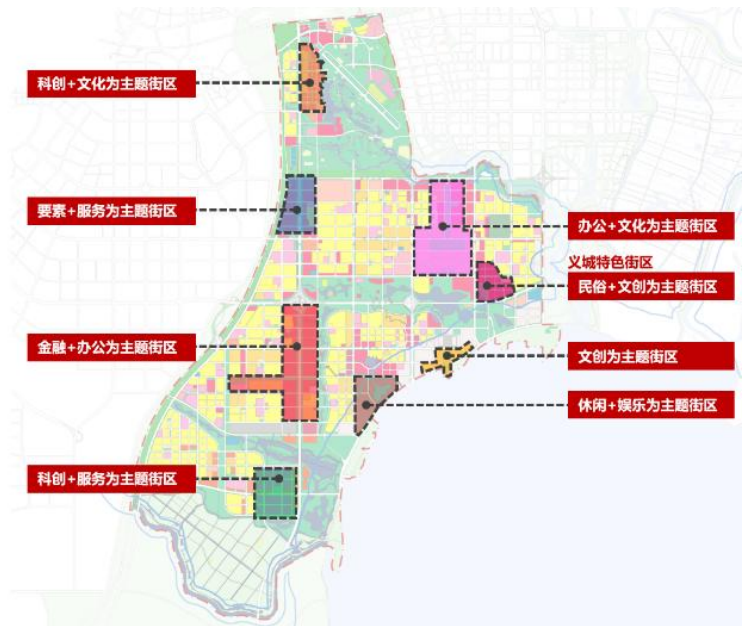 科创+文化为主题街区
要素+服务为主题街区
办公+文化为主题街区
义城特色街区
民俗+文创为主题街区
金融+办公为主题街区
文创为主题街区
休闲+娱乐为主题街区
科创+服务为主题街区